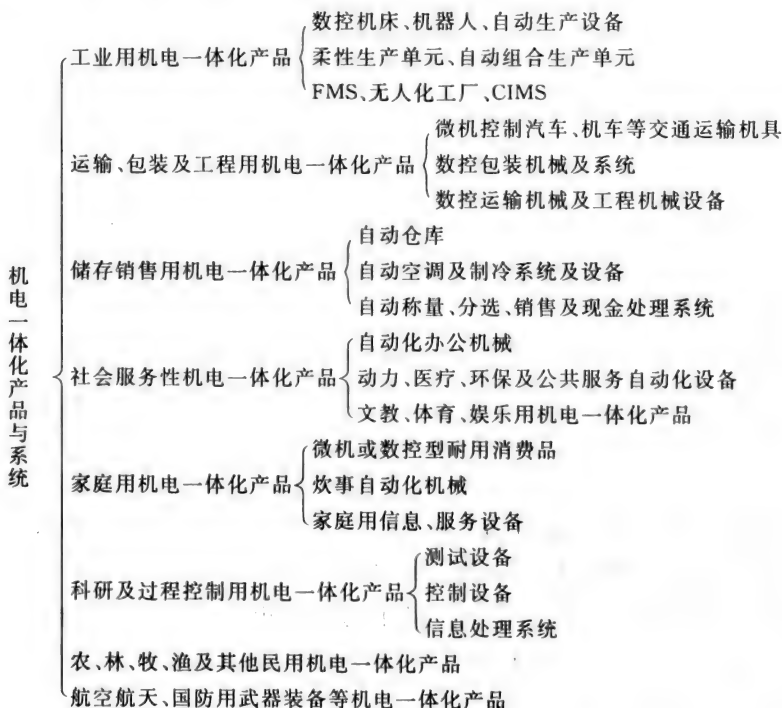 机电一体化产品与系统
工业用机电一体化产品
数控机床、机器人、自动生产设备
柔性生产单元、自动组合生产单元
FMS、无人化工厂、CIMS
运输、包装及工程用机电一体化产品
微机控制汽车、机车等交通运输机具
数控包装机械及系统
数控运输机械及工程机械设备
储存销售用机电一体化产品
自动仓库
自动空调及制冷系统及设备
自动称量、分选、销售及现金处理系统
社会服务性机电一体化产品
自动化办公机械
动力、医疗、环保及公共服务自动化设备
文教、体育、娱乐用机电一体化产品
家庭用机电一体化产品
微机或数控型耐用消费品
炊事自动化机械
家庭用信息、服务设备
科研及过程控制用机电一体化产品
测试设备
控制设备
信息处理系统
农、林、牧、渔及其他民用机电一体化产品
航空航天、国防用武器装备等机电一体化产品